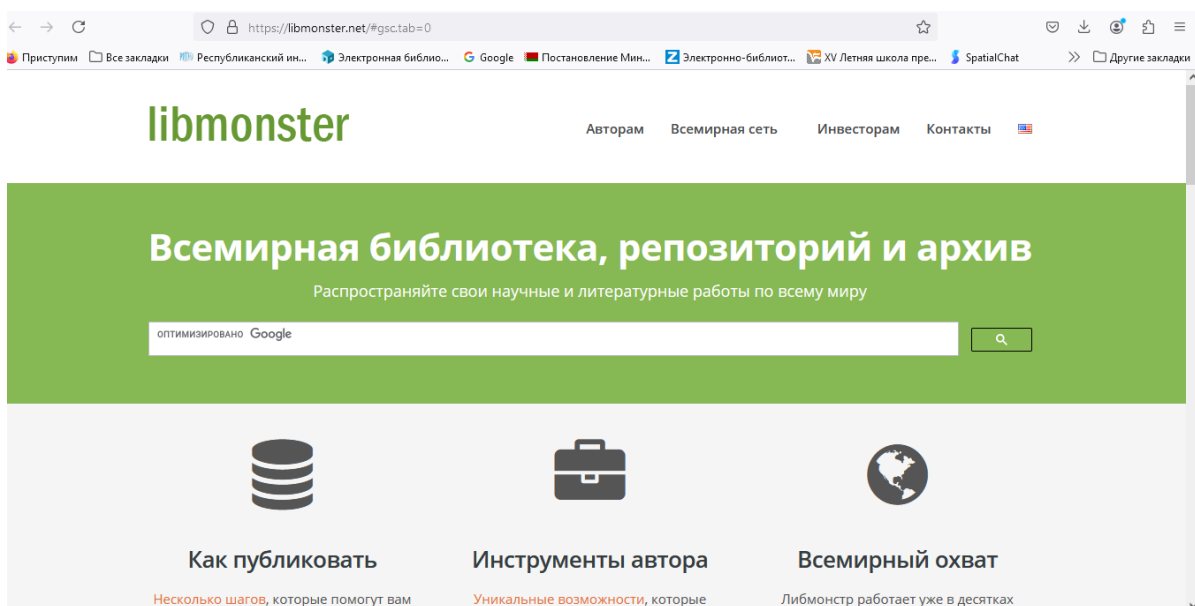 https://libmonster.net/#gsc.tab=0
Приступим Все закладки Республиканский ин... Электронная библио... Google Постановление Мин... Электронно-библиот... XV Летняя школа пре... SpatialChat Другие закладки
libmonster
Авторам Всемирная сеть Инвесторам Контакты
Всемирная библиотека, репозиторий и архив
Распространяйте свои научные и литературные работы по всему миру
оптимизировано Google
Как публиковать Инструменты автора Всемирный охват
Несколько шагов, которые помогут вам Уникальные возможности, которые Либмонстр работает уже в десятках